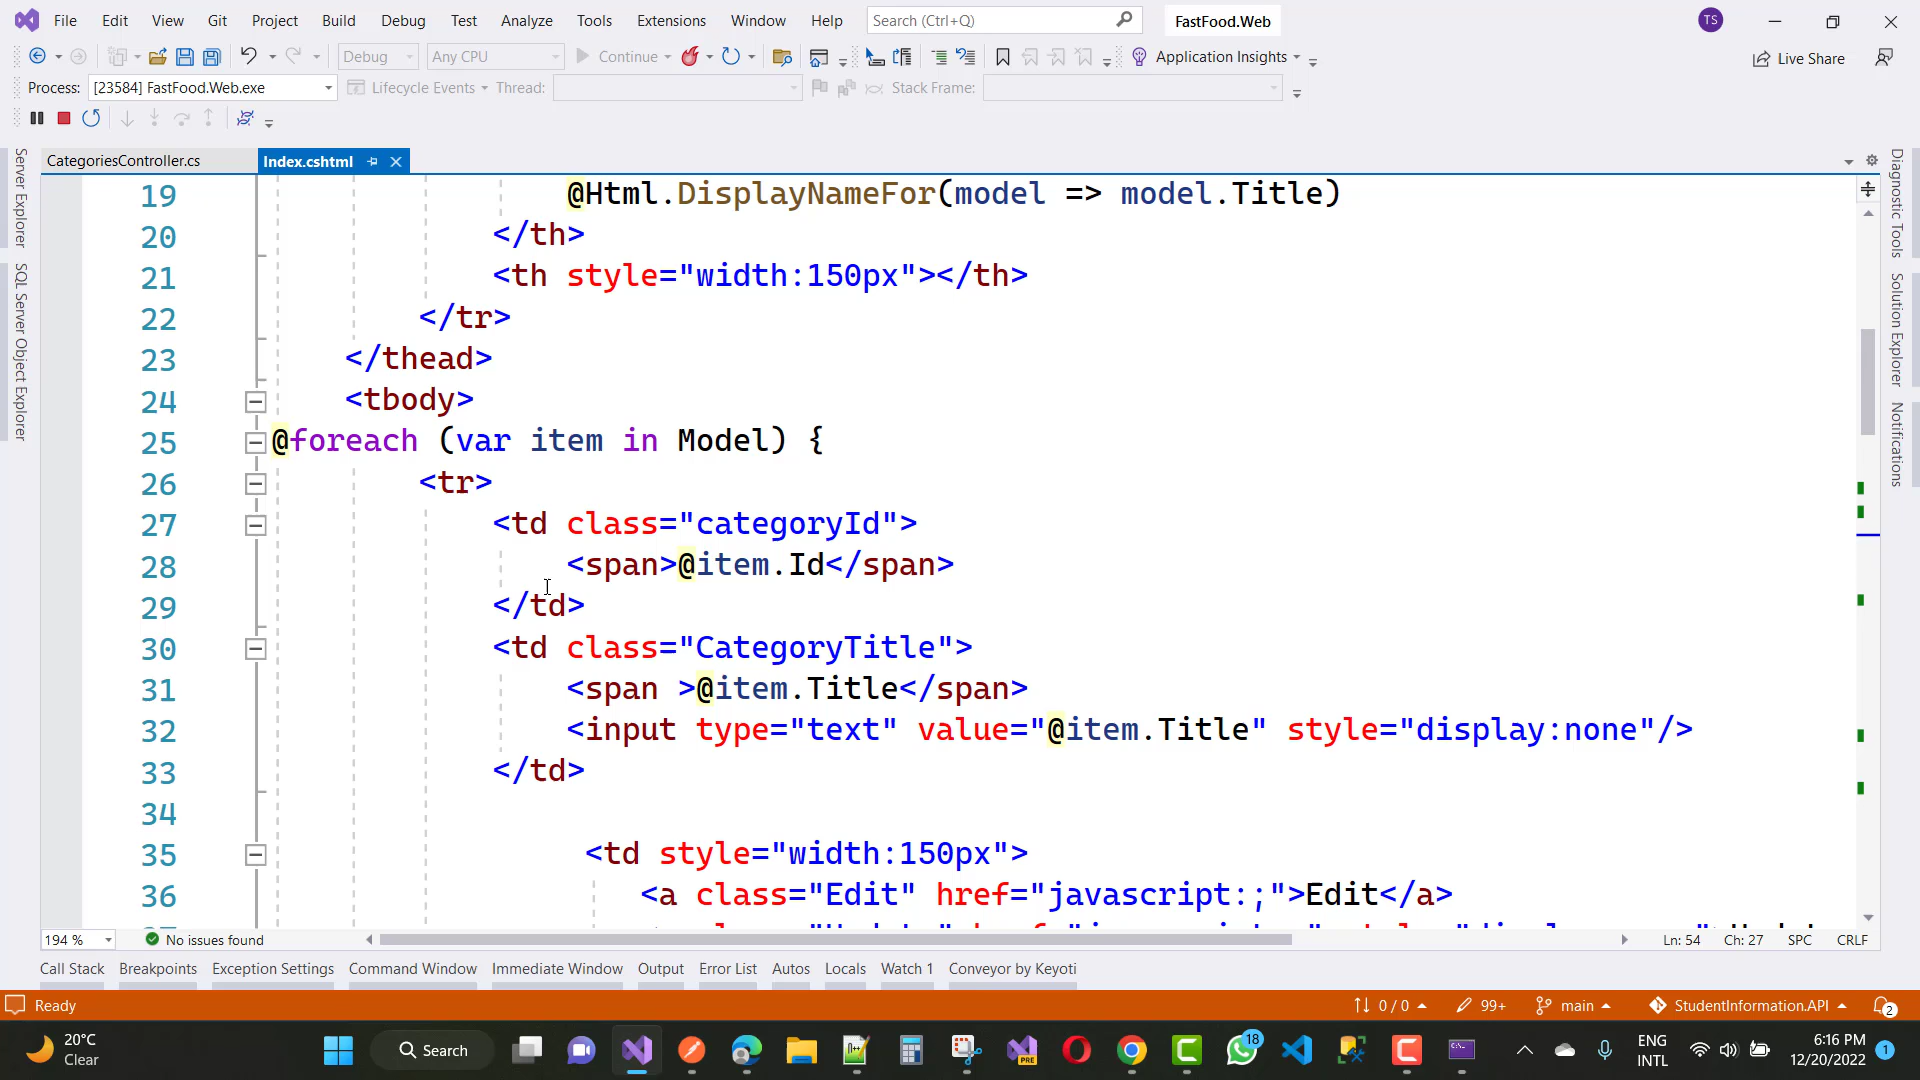 File Edit View Git Project Build Debug Test Analyze Tools Extensions Window Help Search (Ctrl+Q) FastFood.Web TS
Debug Any CPU Continue Application Insights Live Share
Process: [23584] FastFood.Web.exe Lifecycle Events Thread: Stack Frame:
CategoriesController.cs Index.cshtml
Server Explorer
SQL Server Object Explorer
Diagnostic Tools
Solution Explorer
Notifications
19 @Html.DisplayNameFor(model => model.Title)
20 </th>
21 <th style="width:150px"></th>
22 </tr>
23 </thead>
24 <tbody>
25 @foreach (var item in Model) {
26 <tr>
27 <td class="categoryId">
28 <span>@item.Id</span>
29 </td>
30 <td class="CategoryTitle">
31 <span >@item.Title</span>
32 <input type="text" value="@item.Title" style="display:none"/>
33 </td>
34
35 <td style="width:150px">
36 <a class="Edit" href="javascript:;">Edit</a>
194 % No issues found Ln: 54 Ch: 27 SPC CRLF
Call Stack Breakpoints Exception Settings Command Window Immediate Window Output Error List Autos Locals Watch 1 Conveyor by Keyoti
Ready 0 / 0 99+ main StudentInformation.API 2
20°C
Clear
Search
PRE
18
ENG
INTL
6:16 PM
12/20/2022
1